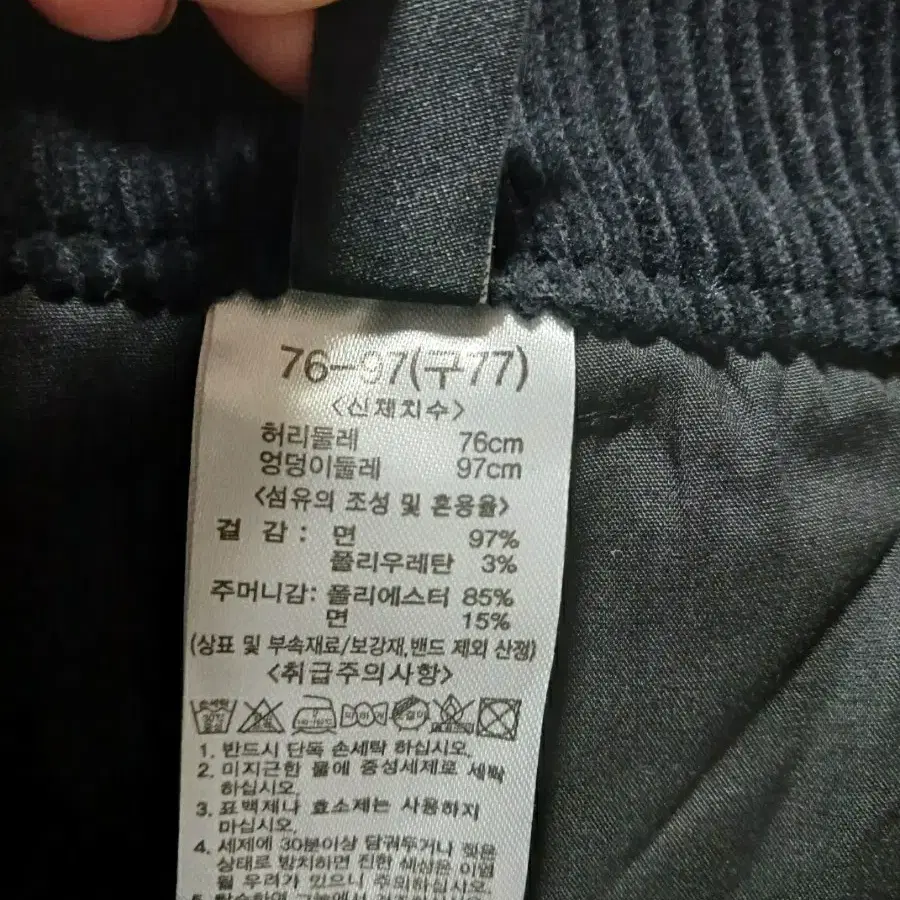 76-97(구77)
<신체치수>
허리둘레 76cm
엉덩이둘레 97cm
<섬유의 조성 및 혼용율>
겉 감 : 면 97%
폴리우레탄 3%
주머니감: 폴리에스터 85%
면 15%
(상표 및 부속재료/보강재,밴드 제외 산정)
<취급주의사항>
1. 반드시 단독 손세탁 하십시오.
2. 미지근한 물에 중성세제로 세탁
하십시오.
3. 표백제나 효소제는 사용하지
마십시오.
4. 세제에 30분이상 담궈두거나 젖은
상태로 방치하면 진한 색상은 이염
될 우려가 있으니 주의하십시오.